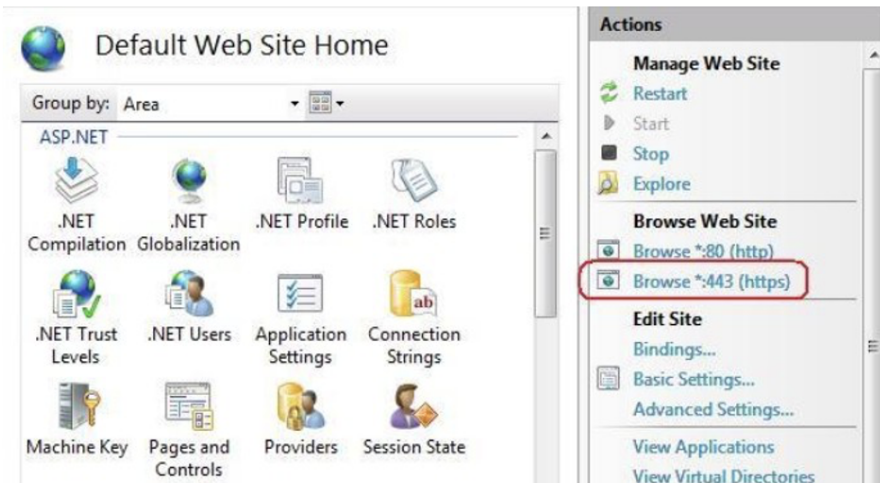 Default Web Site Home
Group by: Area
ASP.NET
.NET
Compilation
.NET
Globalization
.NET Profile
.NET Roles
.NET Trust
Levels
.NET Users
Application
Settings
Connection
Strings
Machine Key
Pages and
Controls
Providers
Session State
Actions
Manage Web Site
Restart
Start
Stop
Explore
Browse Web Site
Browse *:80 (http)
Browse *:443 (https)
Edit Site
Bindings...
Basic Settings...
Advanced Settings...
View Applications
View Virtual Directories